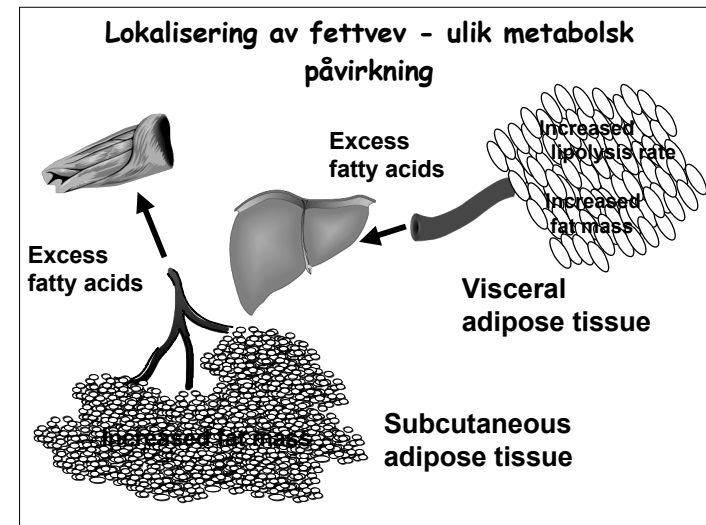 Lokalisering av fettvev - ulik metabolsk
påvirkning
Excess
fatty acids
Increased
lipolysis rate
Increased
fat mass
Excess
fatty acids
Visceral
adipose tissue
Increased fat mass
Subcutaneous
adipose tissue